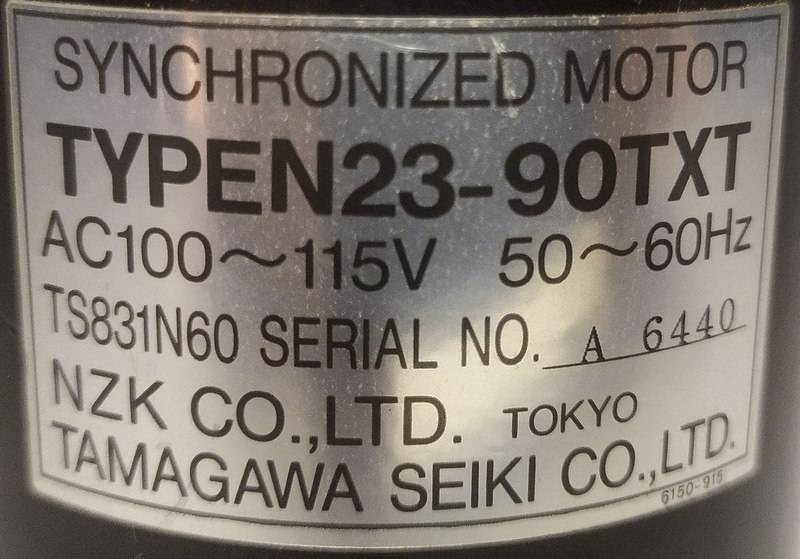 SYNCHRONIZED MOTOR
TYPEN23-90TXT
AC100～115V 50～60Hz
TS831N60 SERIAL NO. A 6440
NZK CO.,LTD. TOKYO
TAMAGAWA SEIKI CO.,LTD.
6150-915